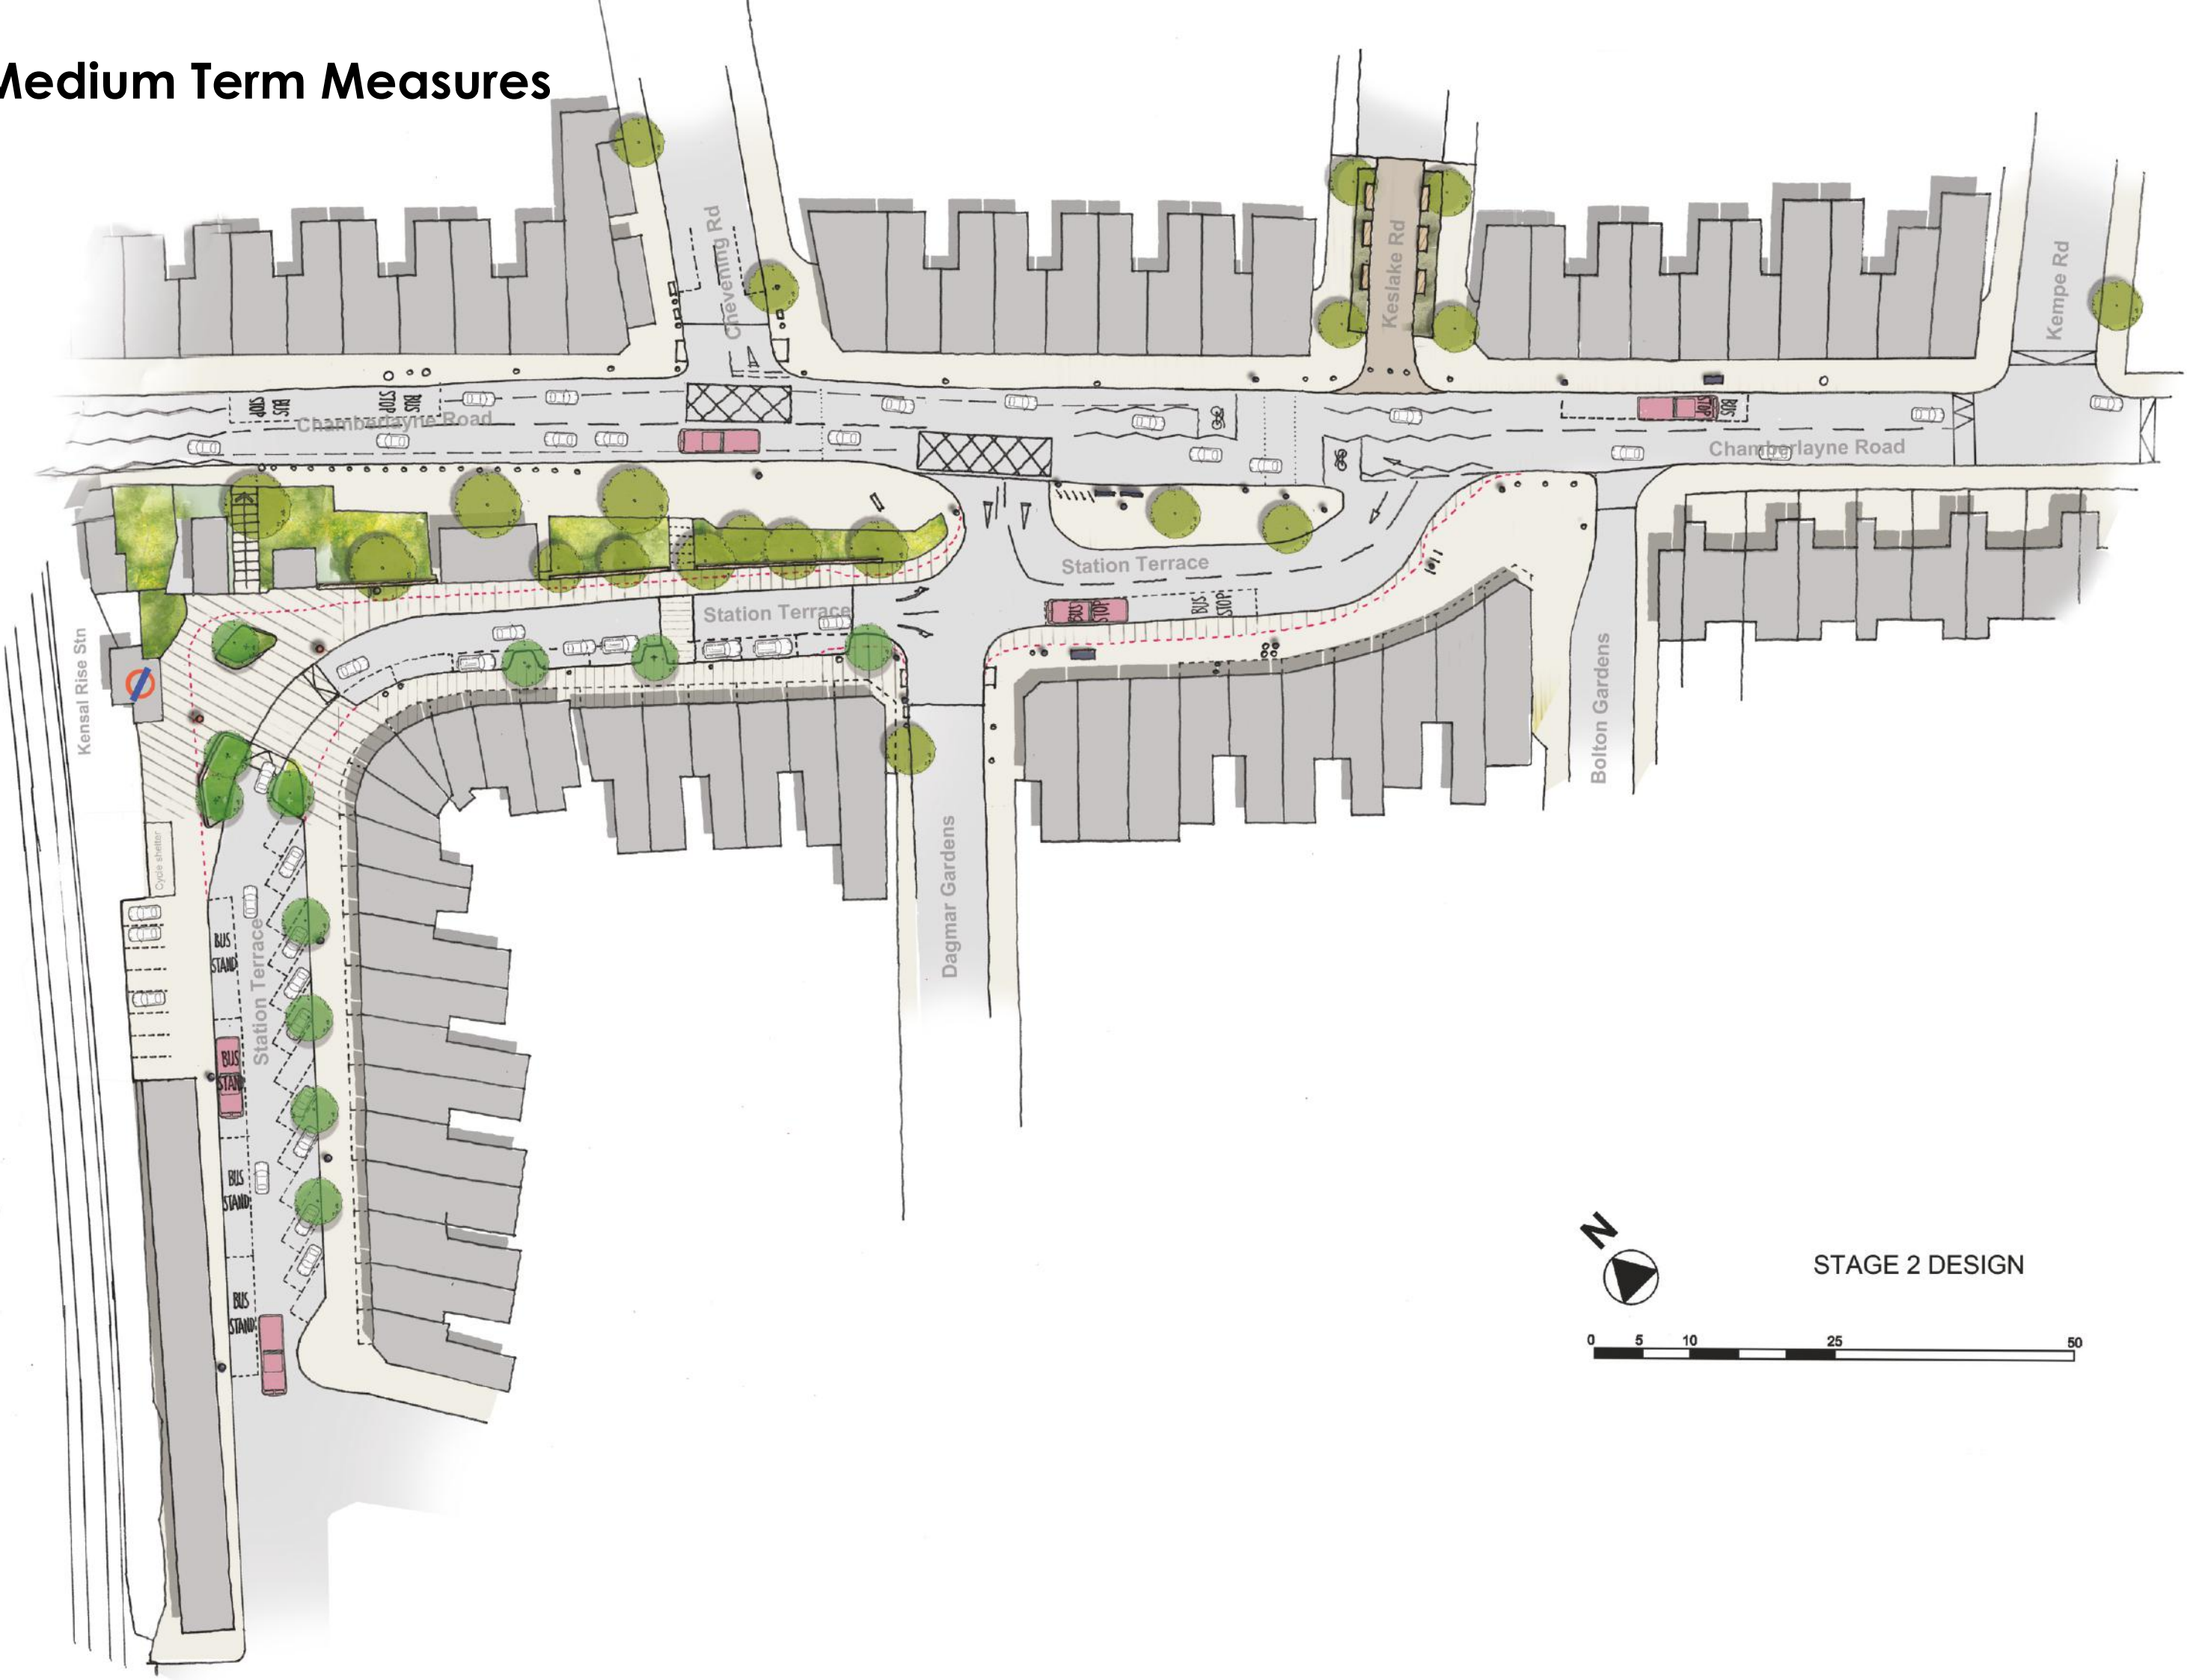 Medium Term Measures
Chevening Rd
Keslake Rd
Kempe Rd
BUS
STOP
BUS
STOP
Chamberlayne Road
BUS
STOP
Chamberlayne Road
Station Terrace
Station Terrace
BUS
STOP
BUS
STOP
Kensal Rise Stn
Bolton Gardens
Dagmar Gardens
Cycle shelter
Station Terrace
BUS
STAND
BUS
STAND
BUS
STAND
BUS
STAND
N
STAGE 2 DESIGN
0 5 10 25 50